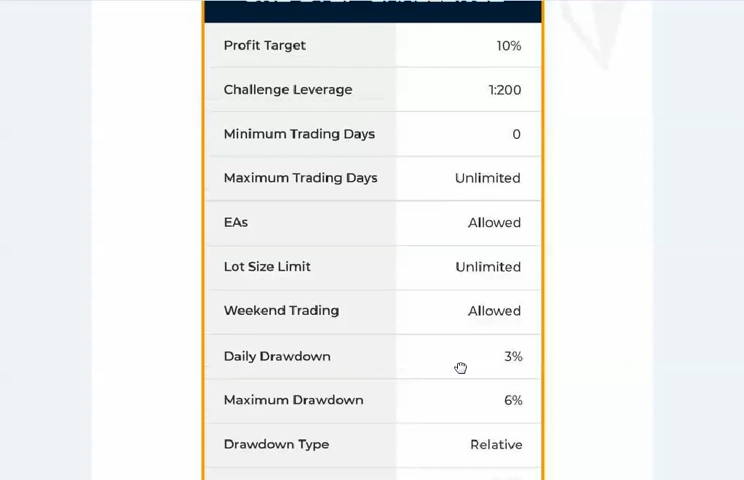 Profit Target 10%
Challenge Leverage 1:200
Minimum Trading Days 0
Maximum Trading Days Unlimited
EAs Allowed
Lot Size Limit Unlimited
Weekend Trading Allowed
Daily Drawdown 3%
Maximum Drawdown 6%
Drawdown Type Relative